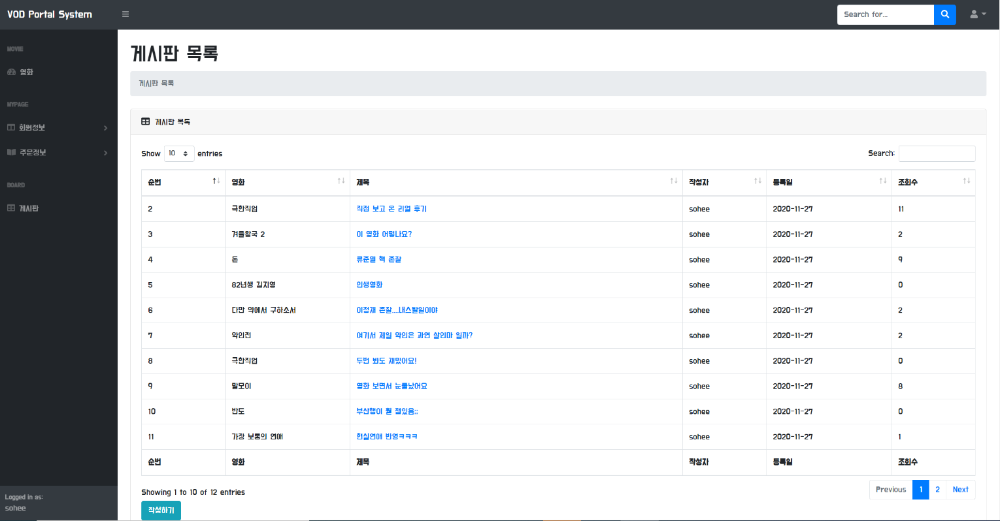 VOD Portal System
Search for...
MOVIE
영화
MYPAGE
회원정보
주문정보
BOARD
게시판
Logged in as:
sohee
게시판 목록
게시판 목록
게시판 목록
Show 10 entries
Search:
순번 영화 제목 작성자 등록일 조회수
2 극한직업 직접 보고 온 리얼 후기 sohee 2020-11-27 11
3 겨울왕국 2 이 영화 어떻나요? sohee 2020-11-27 2
4 돈 류준열 핵 존잘 sohee 2020-11-27 9
5 82년생 김지영 인생영화 sohee 2020-11-27 0
6 다만 악에서 구하소서 이정재 존잘....내스탈일이야 sohee 2020-11-27 2
7 악인전 여기서 제일 악인은 과연 살인마 일까? sohee 2020-11-27 2
8 극한직업 두번 봐도 재밌어요! sohee 2020-11-27 0
9 말모이 영화 보면서 눈물났어요 sohee 2020-11-27 8
10 반도 부산행이 훨 잼있음;; sohee 2020-11-27 0
11 가장 보통의 연애 현실연애 반영ㅋㅋㅋ sohee 2020-11-27 1
순번 영화 제목 작성자 등록일 조회수
Showing 1 to 10 of 12 entries
Previous 1 2 Next
작성하기